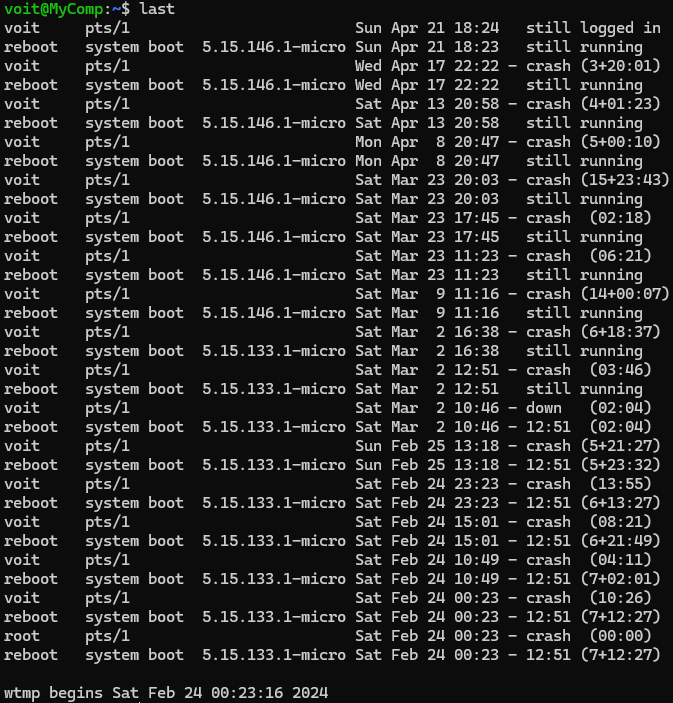 voit@MyComp:~$ last
voit     pts/1                         Sun Apr 21 18:24   still logged in
reboot   system boot  5.15.146.1-micro Sun Apr 21 18:23   still running
voit     pts/1                         Wed Apr 17 22:22 - crash (3+20:01)
reboot   system boot  5.15.146.1-micro Wed Apr 17 22:22   still running
voit     pts/1                         Sat Apr 13 20:58 - crash (4+01:23)
reboot   system boot  5.15.146.1-micro Sat Apr 13 20:58   still running
voit     pts/1                         Mon Apr  8 20:47 - crash (5+00:10)
reboot   system boot  5.15.146.1-micro Mon Apr  8 20:47   still running
voit     pts/1                         Sat Mar 23 20:03 - crash (15+23:43)
reboot   system boot  5.15.146.1-micro Sat Mar 23 20:03   still running
voit     pts/1                         Sat Mar 23 17:45 - crash  (02:18)
reboot   system boot  5.15.146.1-micro Sat Mar 23 17:45   still running
voit     pts/1                         Sat Mar 23 11:23 - crash  (06:21)
reboot   system boot  5.15.146.1-micro Sat Mar 23 11:23   still running
voit     pts/1                         Sat Mar  9 11:16 - crash (14+00:07)
reboot   system boot  5.15.146.1-micro Sat Mar  9 11:16   still running
voit     pts/1                         Sat Mar  2 16:38 - crash (6+18:37)
reboot   system boot  5.15.133.1-micro Sat Mar  2 16:38   still running
voit     pts/1                         Sat Mar  2 12:51 - crash  (03:46)
reboot   system boot  5.15.133.1-micro Sat Mar  2 12:51   still running
voit     pts/1                         Sat Mar  2 10:46 - down   (02:04)
reboot   system boot  5.15.133.1-micro Sat Mar  2 10:46 - 12:51  (02:04)
voit     pts/1                         Sun Feb 25 13:18 - crash (5+21:27)
reboot   system boot  5.15.133.1-micro Sun Feb 25 13:18 - 12:51 (5+23:32)
voit     pts/1                         Sat Feb 24 23:23 - crash  (13:55)
reboot   system boot  5.15.133.1-micro Sat Feb 24 23:23 - 12:51 (6+13:27)
voit     pts/1                         Sat Feb 24 15:01 - crash  (08:21)
reboot   system boot  5.15.133.1-micro Sat Feb 24 15:01 - 12:51 (6+21:49)
voit     pts/1                         Sat Feb 24 10:49 - crash  (04:11)
reboot   system boot  5.15.133.1-micro Sat Feb 24 10:49 - 12:51 (7+02:01)
voit     pts/1                         Sat Feb 24 00:23 - crash  (10:26)
reboot   system boot  5.15.133.1-micro Sat Feb 24 00:23 - 12:51 (7+12:27)
root     pts/1                         Sat Feb 24 00:23 - crash  (00:00)
reboot   system boot  5.15.133.1-micro Sat Feb 24 00:23 - 12:51 (7+12:27)

wtmp begins Sat Feb 24 00:23:16 2024